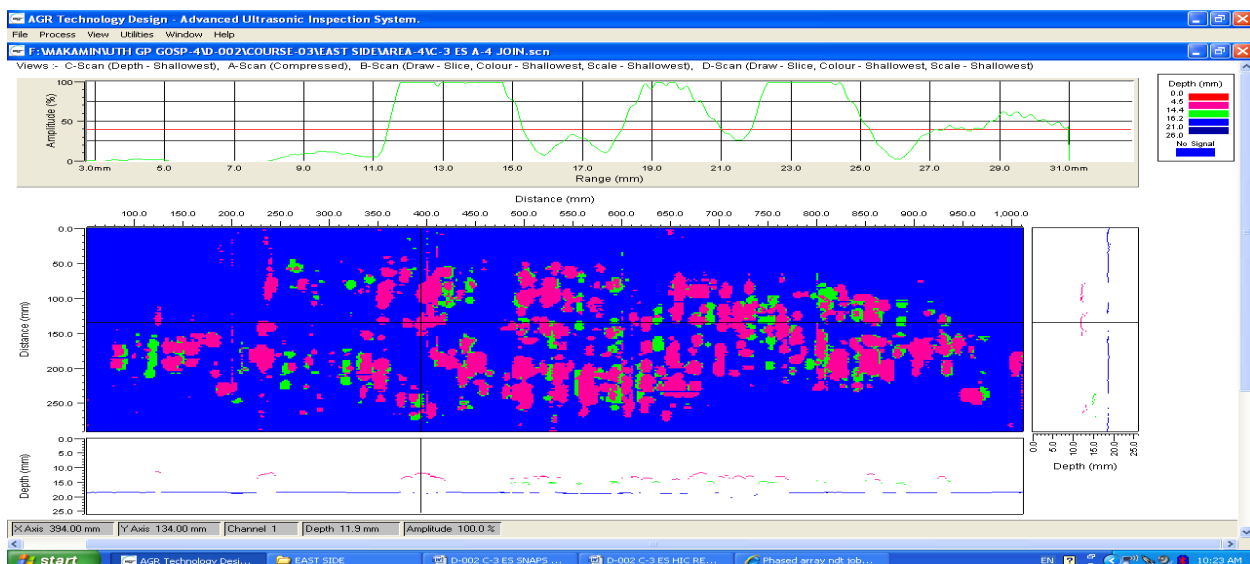 AGR Technology Design - Advanced Ultrasonic Inspection System.
File Process View Utilities Window Help
F:\MAKAMIN\UTH GP GOSP-4\D-002\COURSE-03\EAST SIDE\AREA-4\C-3 ES A-4 JOIN.scn
Views :- C-Scan (Depth - Shallowest), A-Scan (Compressed), B-Scan (Draw - Slice, Colour - Shallowest, Scale - Shallowest), D-Scan (Draw - Slice, Colour - Shallowest, Scale - Shallowest)
Amplitude (%)
100
50
0
3.0mm 5.0 7.0 9.0 11.0 13.0 15.0 17.0 19.0 21.0 23.0 25.0 27.0 29.0 31.0mm
Range (mm)
Depth (mm)
0.0
4.5
14.4
16.2
21.0
26.0
No Signal
Distance (mm)
100.0 150.0 200.0 250.0 300.0 350.0 400.0 450.0 500.0 550.0 600.0 650.0 700.0 750.0 800.0 850.0 900.0 950.0 1,000.0
Distance (mm)
0.0
50.0
100.0
150.0
200.0
250.0
0.0 5.0 10.0 15.0 20.0 25.0
Depth (mm)
Depth (mm)
0.0
5.0
10.0
15.0
20.0
25.0
X Axis 394.00 mm Y Axis 134.00 mm Channel 1 Depth 11.9 mm Amplitude 100.0 %
start AGR Technology Desi... EAST SIDE D-002 C-3 ES SNAPS ... D-002 C-3 ES HIC RE... Phased array ndt job... EN 10:23 AM